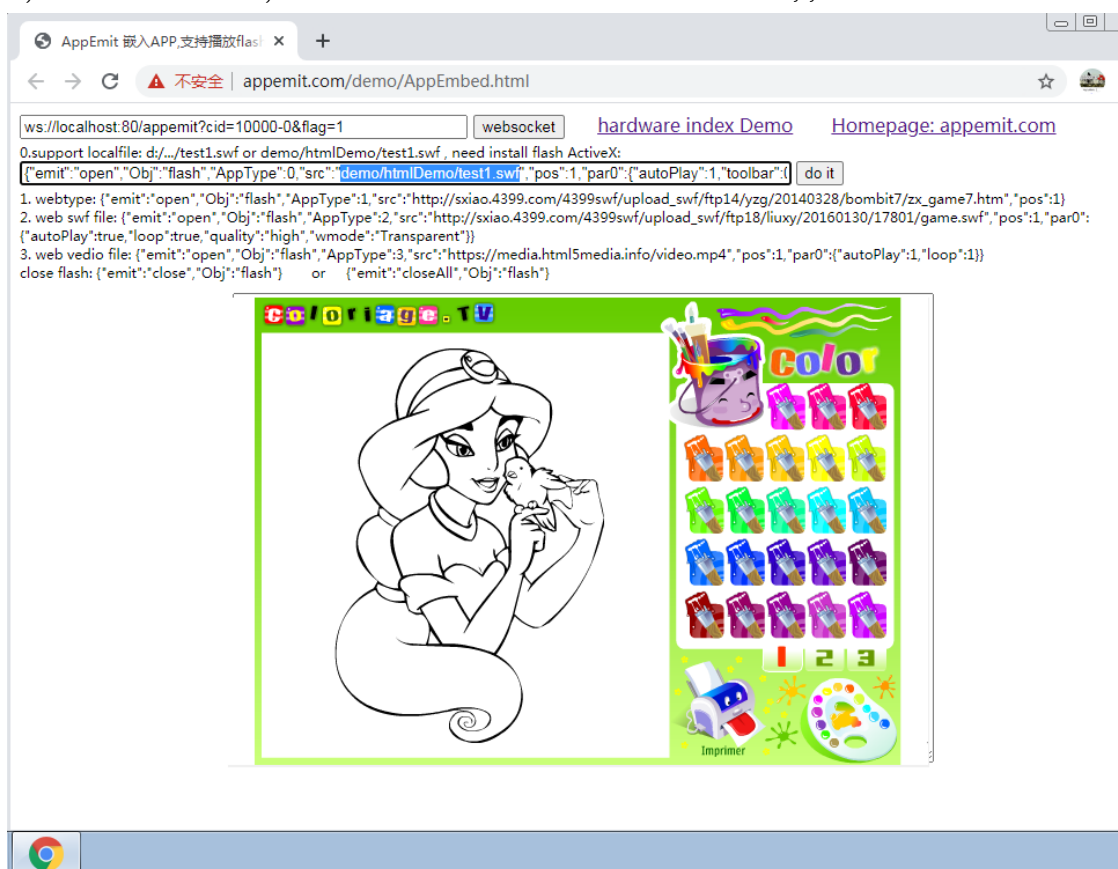 AppEmit 嵌入APP,支持播放flas
不安全 | appemit.com/demo/AppEmbed.html
ws://localhost:80/appemit?cid=10000-0&flag=1 websocket hardware index Demo Homepage: appemit.com
0.support localfile: d:/.../test1.swf or demo/htmlDemo/test1.swf , need install flash ActiveX:
{"emit":"open","Obj":"flash","AppType":0,"src":"demo/htmlDemo/test1.swf","pos":1,"par0":{"autoPlay":1,"toolbar":( do it
1. webtype: {"emit":"open","Obj":"flash","AppType":1,"src":"http://sxiao.4399.com/4399swf/upload_swf/ftp14/yzg/20140328/bombit7/zx_game7.htm","pos":1}
2. web swf file: {"emit":"open","Obj":"flash","AppType":2,"src":"http://sxiao.4399.com/4399swf/upload_swf/ftp18/liuxy/20160130/17801/game.swf","pos":1,"par0":
{"autoPlay":true,"loop":true,"quality":"high","wmode":"Transparent"}}
3. web vedio file: {"emit":"open","Obj":"flash","AppType":3,"src":"https://media.html5media.info/video.mp4","pos":1,"par0":{"autoPlay":1,"loop":1}}
close flash: {"emit":"close","Obj":"flash"} or {"emit":"closeAll","Obj":"flash"}
Coloriage.TV
Color
1 2 3
Imprimer